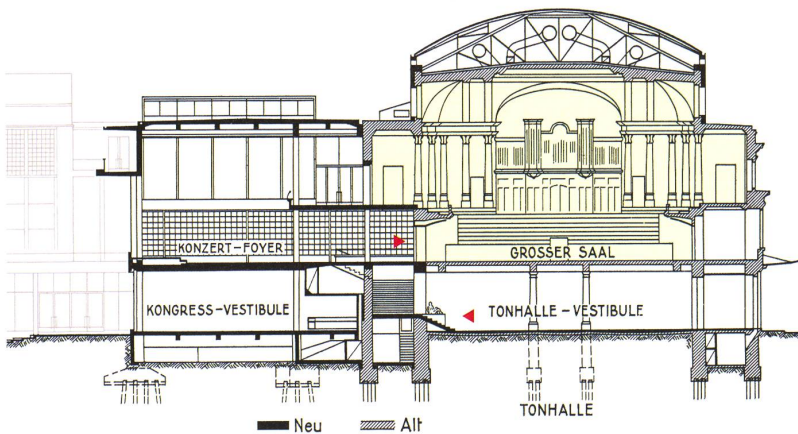 KONZERT-FOYER
GROSSER SAAL
KONGRESS-VESTIBULE
TONHALLE-VESTIBULE
TONHALLE
Neu
Alt